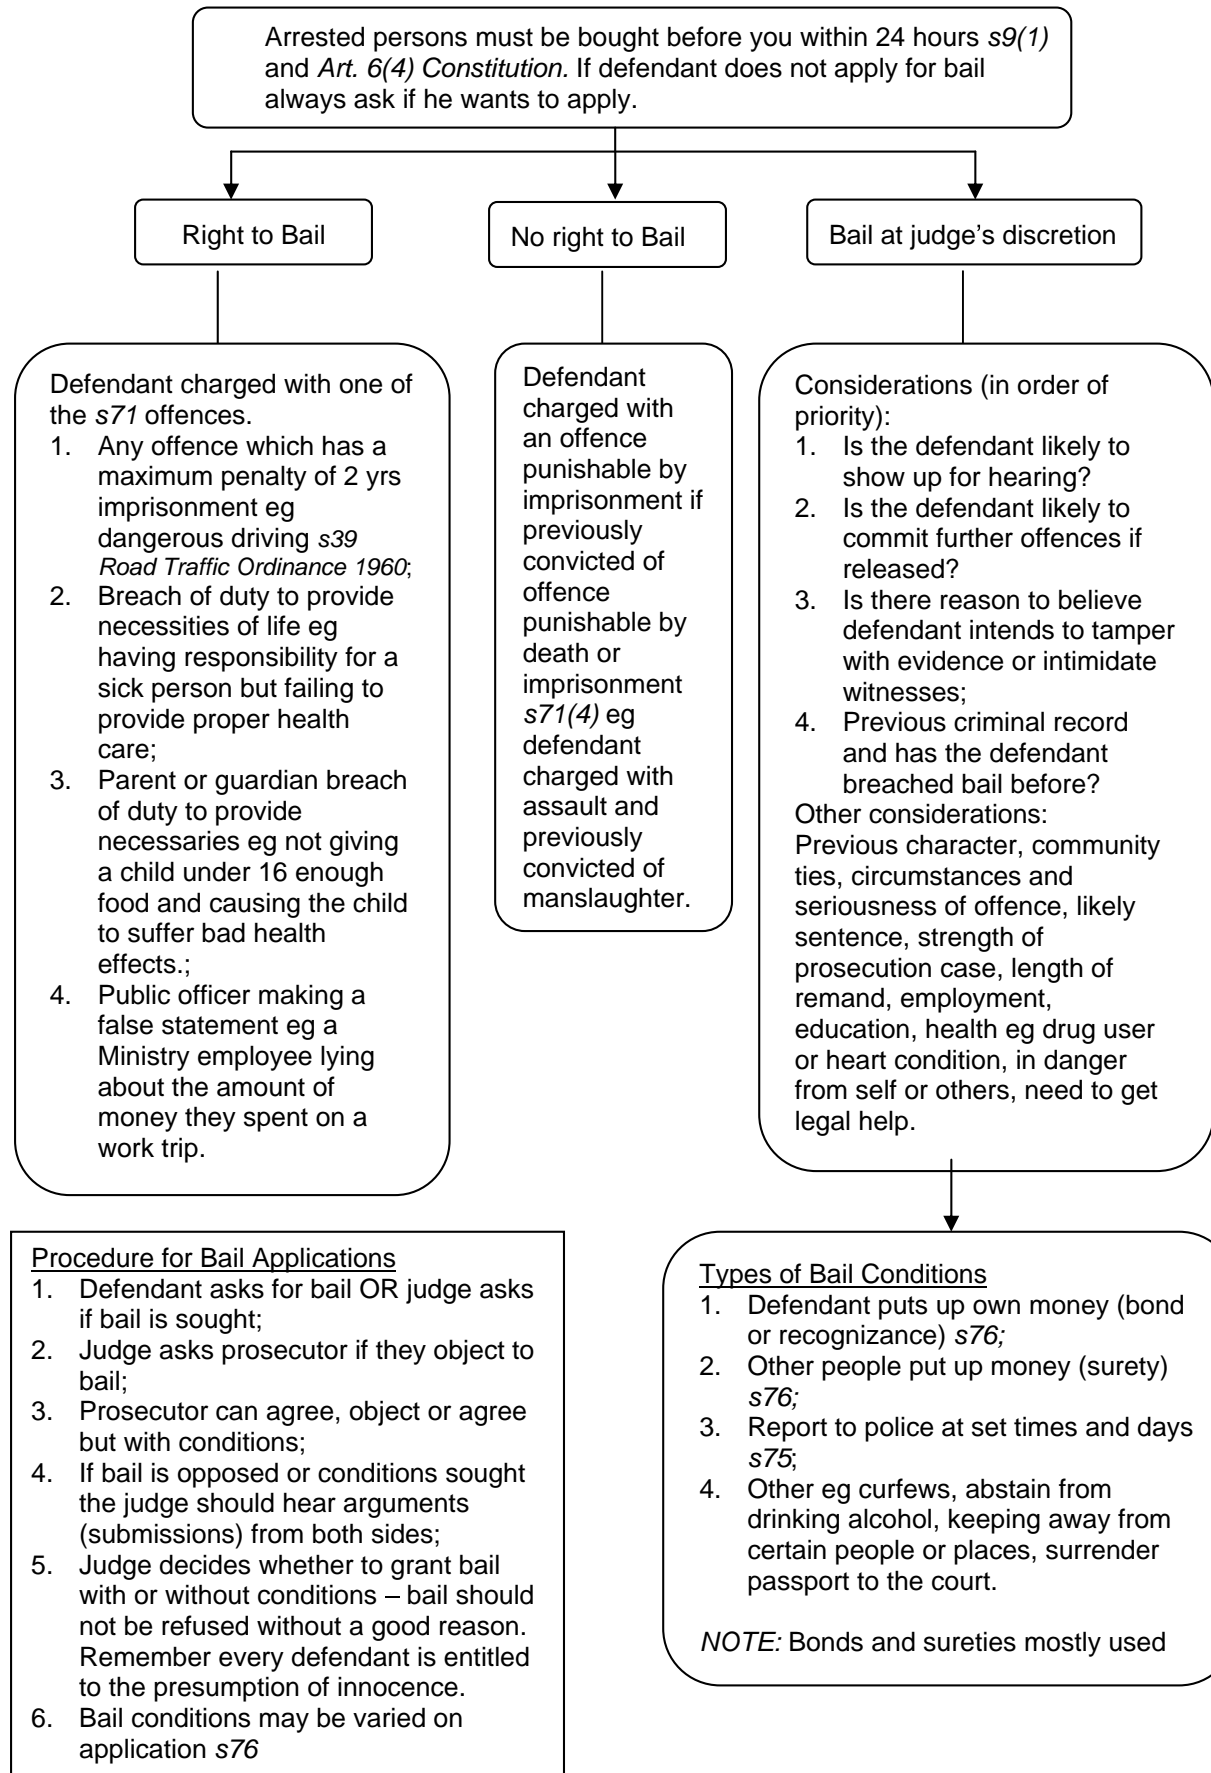 Arrested persons must be bought before you within 24 hours s9(1)
and Art. 6(4) Constitution. If defendant does not apply for bail
always ask if he wants to apply.
Right to Bail
No right to Bail
Bail at judge’s discretion
Defendant charged with one of
the s71 offences.
1. Any offence which has a
maximum penalty of 2 yrs
imprisonment eg
dangerous driving s39
Road Traffic Ordinance 1960;
2. Breach of duty to provide
necessities of life eg
having responsibility for a
sick person but failing to
provide proper health
care;
3. Parent or guardian breach
of duty to provide
necessaries eg not giving
a child under 16 enough
food and causing the child
to suffer bad health
effects.;
4. Public officer making a
false statement eg a
Ministry employee lying
about the amount of
money they spent on a
work trip.
Defendant
charged with
an offence
punishable by
imprisonment if
previously
convicted of
offence
punishable by
death or
imprisonment
s71(4) eg
defendant
charged with
assault and
previously
convicted of
manslaughter.
Considerations (in order of
priority):
1. Is the defendant likely to
show up for hearing?
2. Is the defendant likely to
commit further offences if
released?
3. Is there reason to believe
defendant intends to tamper
with evidence or intimidate
witnesses;
4. Previous criminal record
and has the defendant
breached bail before?
Other considerations:
Previous character, community
ties, circumstances and
seriousness of offence, likely
sentence, strength of
prosecution case, length of
remand, employment,
education, health eg drug user
or heart condition, in danger
from self or others, need to get
legal help.
Procedure for Bail Applications
1. Defendant asks for bail OR judge asks
if bail is sought;
2. Judge asks prosecutor if they object to
bail;
3. Prosecutor can agree, object or agree
but with conditions;
4. If bail is opposed or conditions sought
the judge should hear arguments
(submissions) from both sides;
5. Judge decides whether to grant bail
with or without conditions – bail should
not be refused without a good reason.
Remember every defendant is entitled
to the presumption of innocence.
6. Bail conditions may be varied on
application s76
Types of Bail Conditions
1. Defendant puts up own money (bond
or recognizance) s76;
2. Other people put up money (surety)
s76;
3. Report to police at set times and days
s75;
4. Other eg curfews, abstain from
drinking alcohol, keeping away from
certain people or places, surrender
passport to the court.
NOTE: Bonds and sureties mostly used